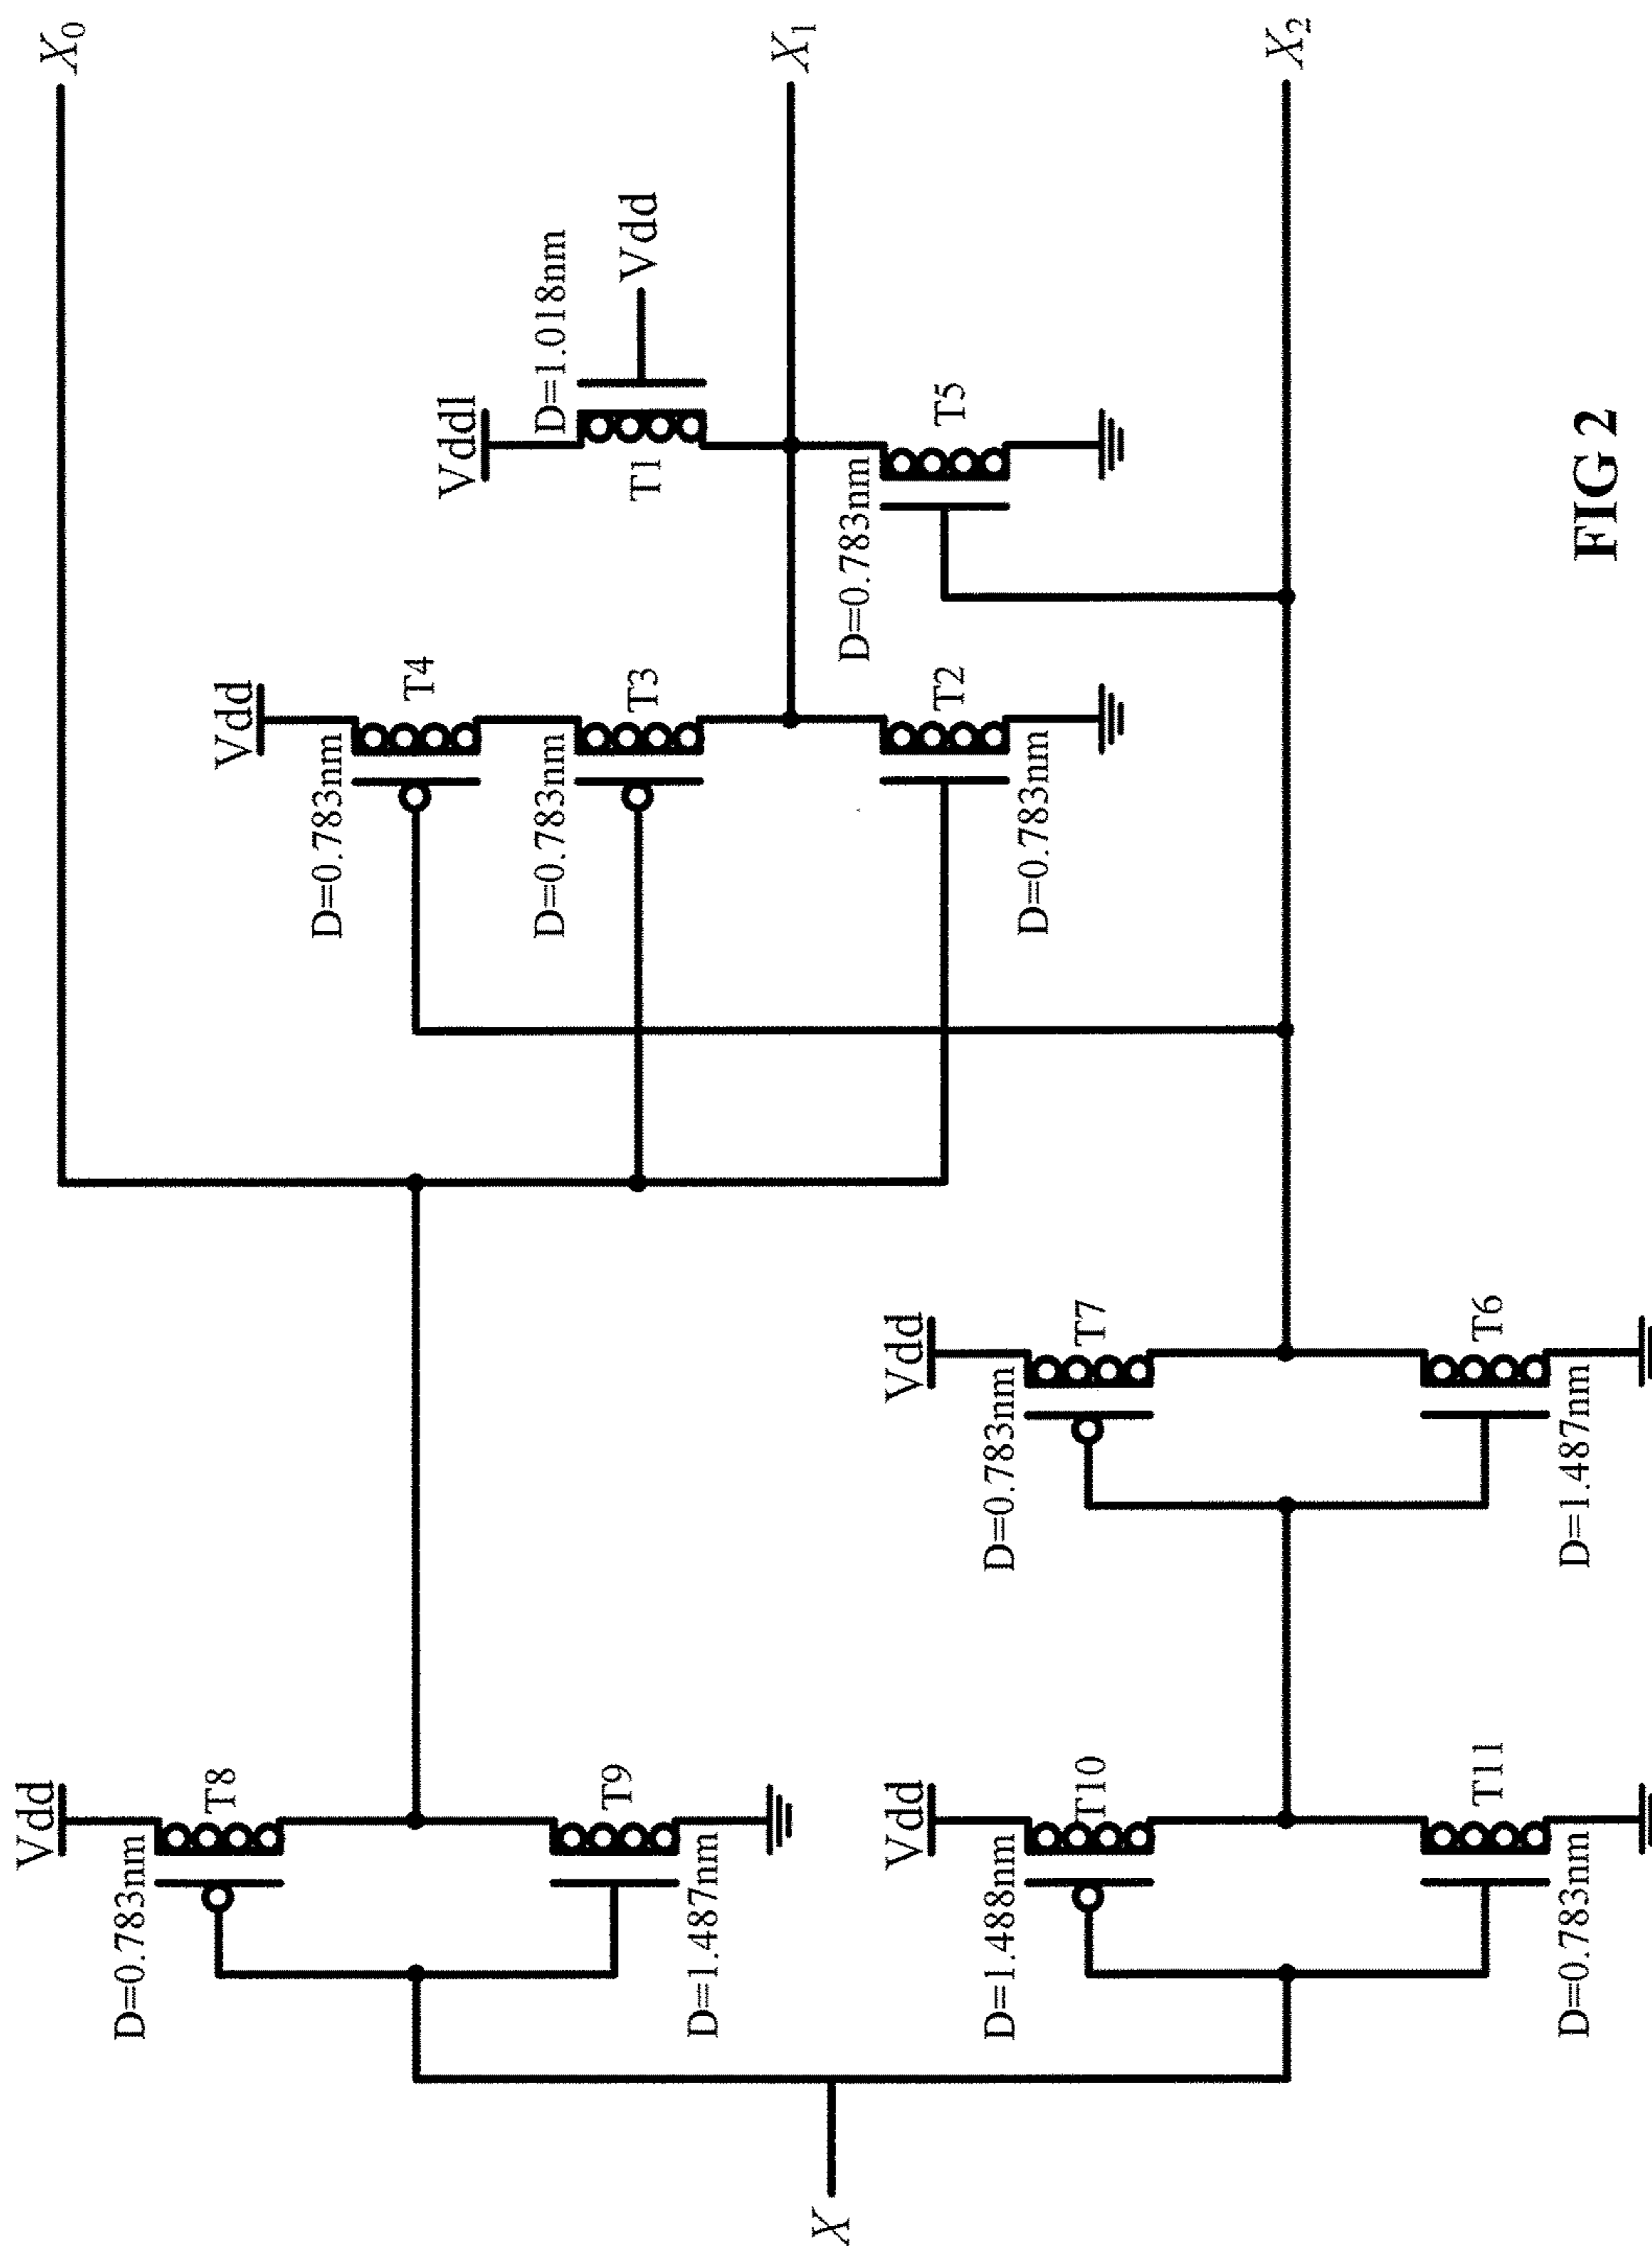 X₀
X₁
X₂
Vddl
D=1.018nm
Vdd
T1
D=0.783nm
T5
Vdd
T4
D=0.783nm
T3
D=0.783nm
T2
D=0.783nm
Vdd
T7
D=0.783nm
T6
D=1.487nm
Vdd
T8
D=0.783nm
T9
D=1.487nm
Vdd
T10
D=1.488nm
T11
D=0.783nm
X
FIG 2